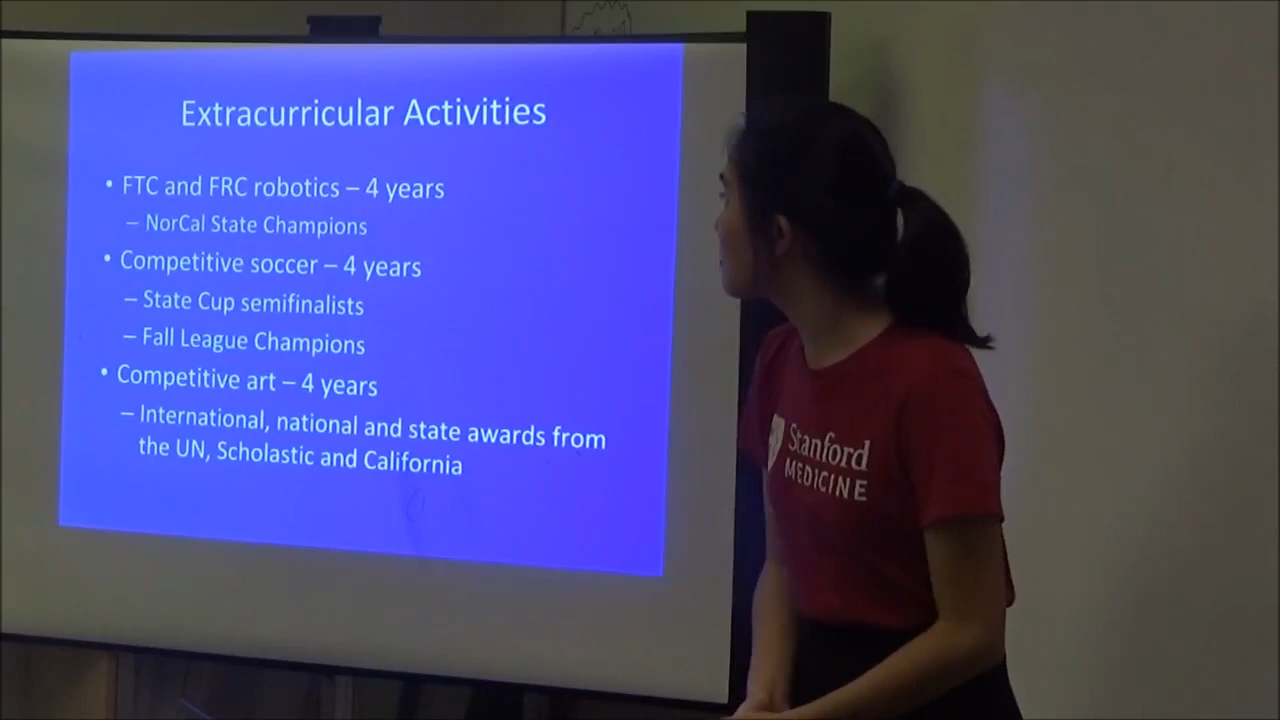 Extracurricular Activities
• FTC and FRC robotics – 4 years
– NorCal State Champions
• Competitive soccer – 4 years
– State Cup semifinalists
– Fall League Champions
• Competitive art – 4 years
– International, national and state awards from
the UN, Scholastic and California
Stanford
MEDICINE